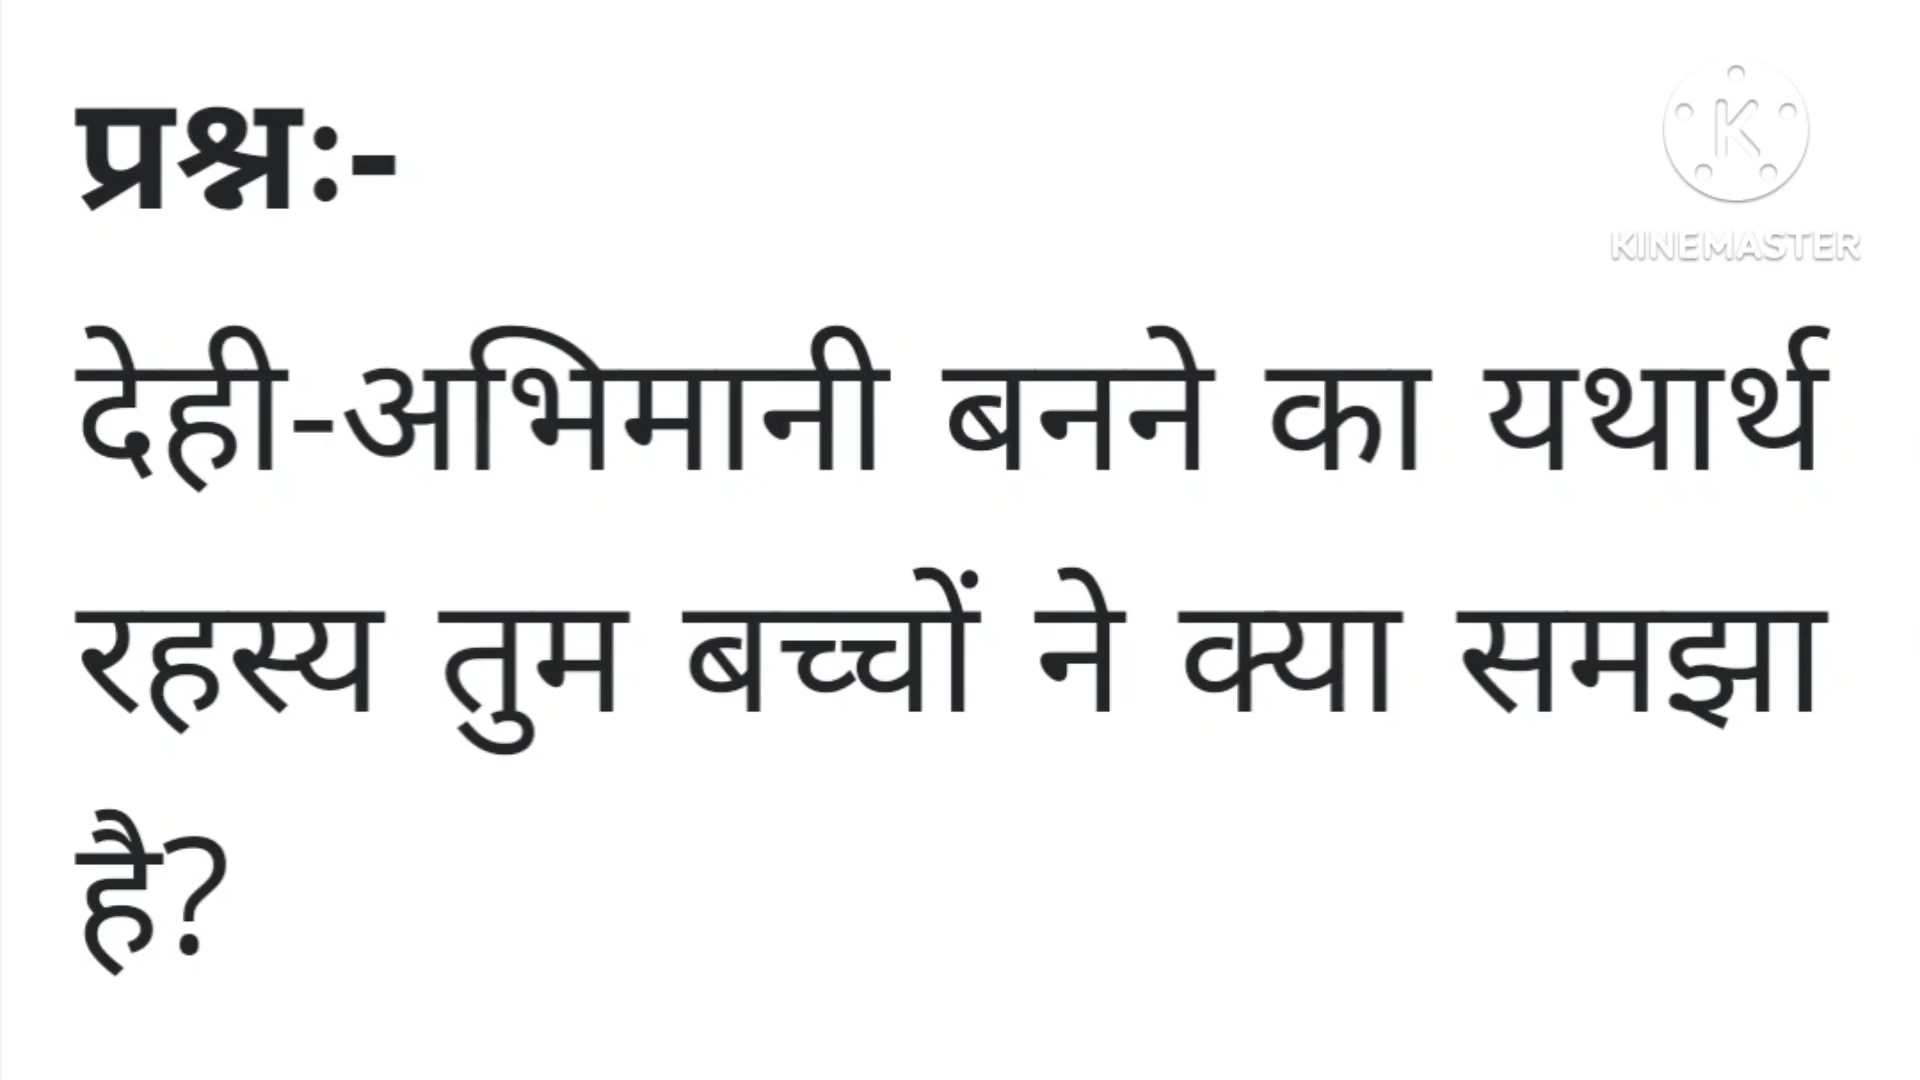 प्रश्नः-
KINEMASTER
देही-अभिमानी बनने का यथार्थ
रहस्य तुम बच्चों ने क्या समझा
है?